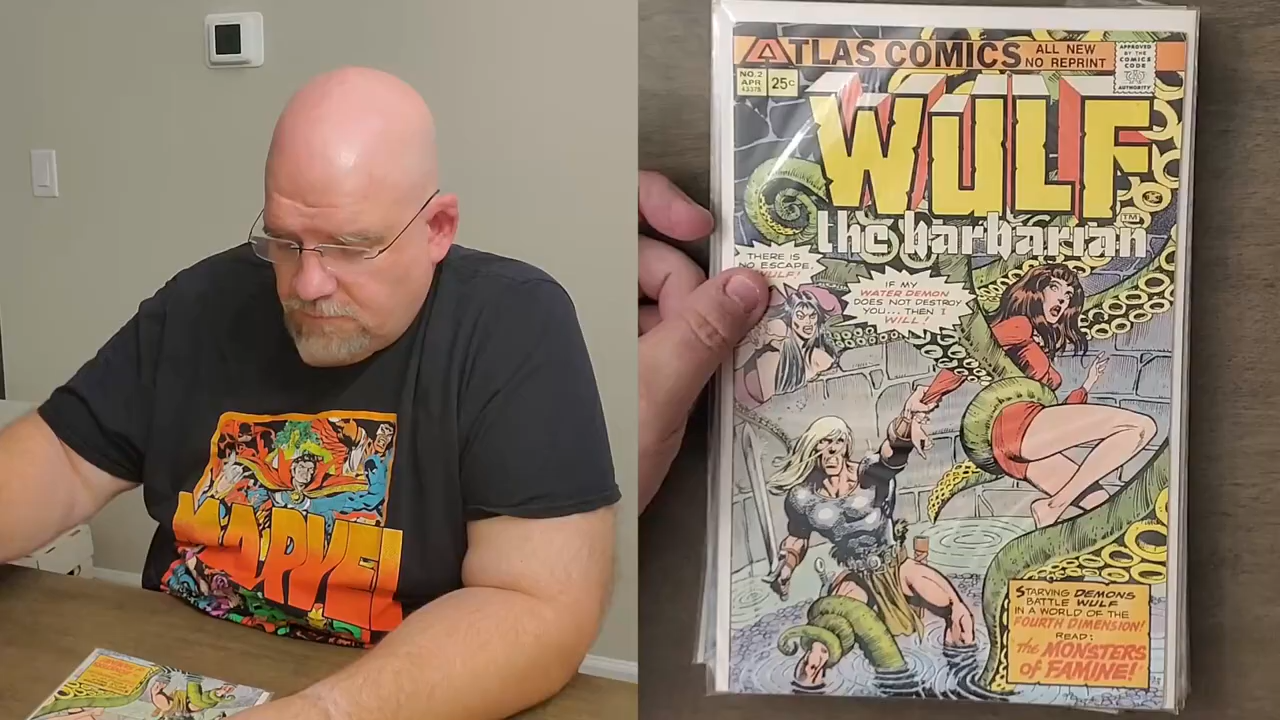 ATLAS COMICS ALL NEW NO REPRINT
APPROVED
BY THE
COMICS
CODE
AUTHORITY
NO.2
APR
25¢
WULF
the barbarian
TM
THERE IS
NO ESCAPE,
WULF!
IF MY
WATER DEMON
DOES NOT DESTROY
YOU... THEN I
WILL!
MARVEL
STARVING DEMONS
BATTLE WULF
IN A WORLD OF THE
FOURTH DIMENSION!
READ:
the MONSTERS
of FAMINE!